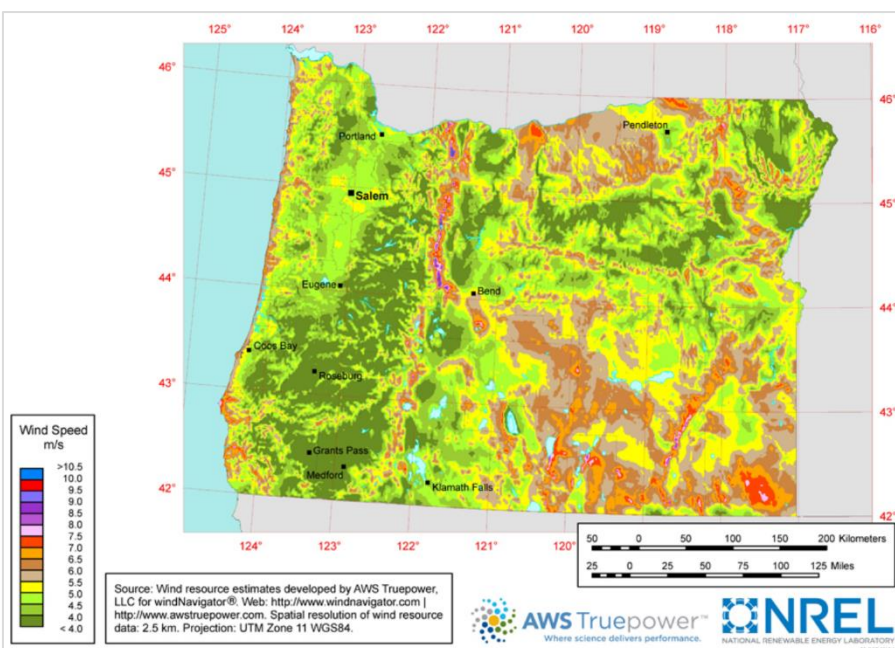 125° 124° 123° 122° 121° 120° 119° 118° 117° 116°
46°
46°
Portland
Pendleton
45°
45°
Salem
44°
44°
Eugene
Bend
Coos Bay
43°
43°
Roseburg
Grants Pass
Medford
42°
Klamath Falls
42°
124° 123° 122° 121° 120° 119° 118° 117°
Wind Speed
m/s
>10.5
10.0
9.5
9.0
8.5
8.0
7.5
7.0
6.5
6.0
5.5
5.0
4.5
4.0
< 4.0
50 0 50 100 150 200 Kilometers
25 0 25 50 75 100 125 Miles
Source: Wind resource estimates developed by AWS Truepower,
LLC for windNavigator®. Web: http://www.windnavigator.com |
http://www.awstruepower.com. Spatial resolution of wind resource
data: 2.5 km. Projection: UTM Zone 11 WGS84.
AWS Truepower™
Where science delivers performance.
NREL
NATIONAL RENEWABLE ENERGY LABORATORY